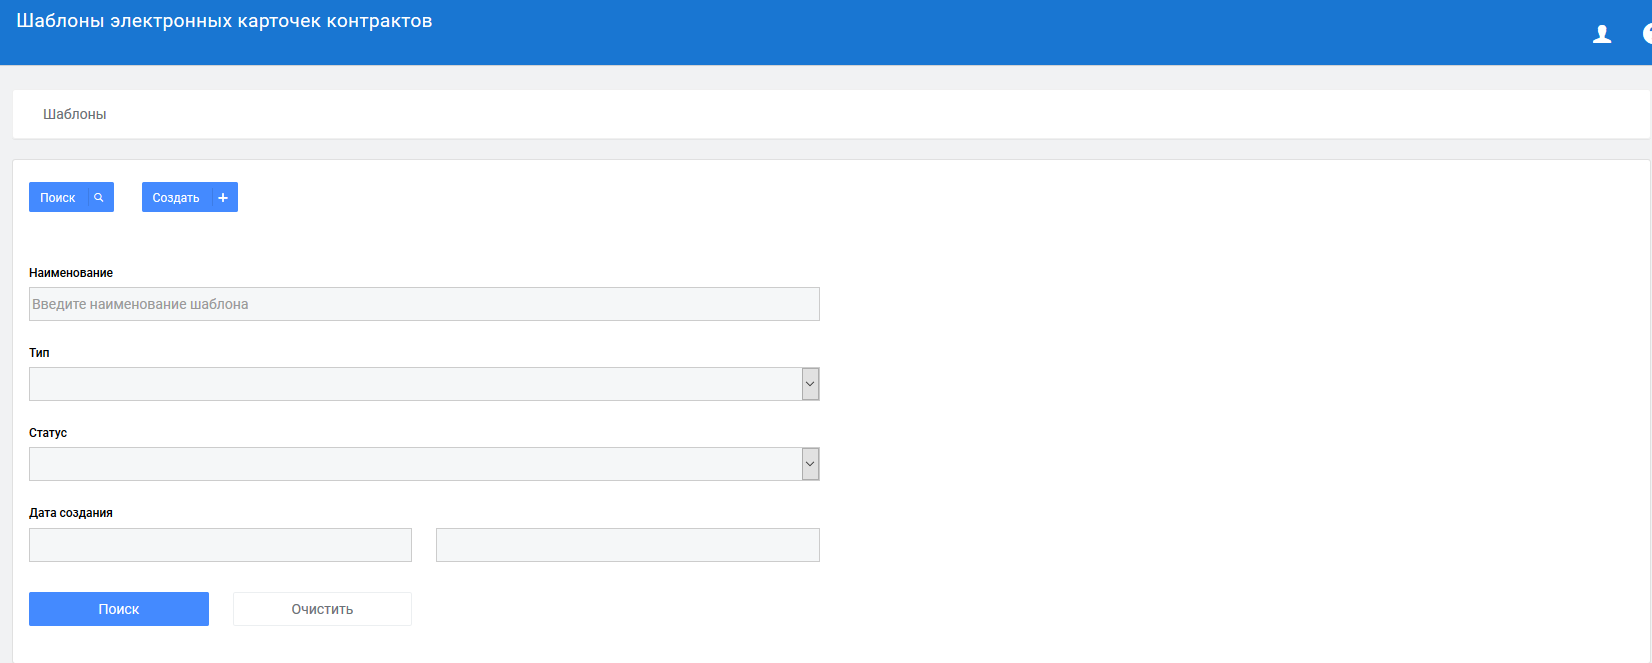 Шаблоны электронных карточек контрактов
Шаблоны
Поиск
Создать
Наименование
Введите наименование шаблона
Тип
Статус
Дата создания
Поиск
Очистить